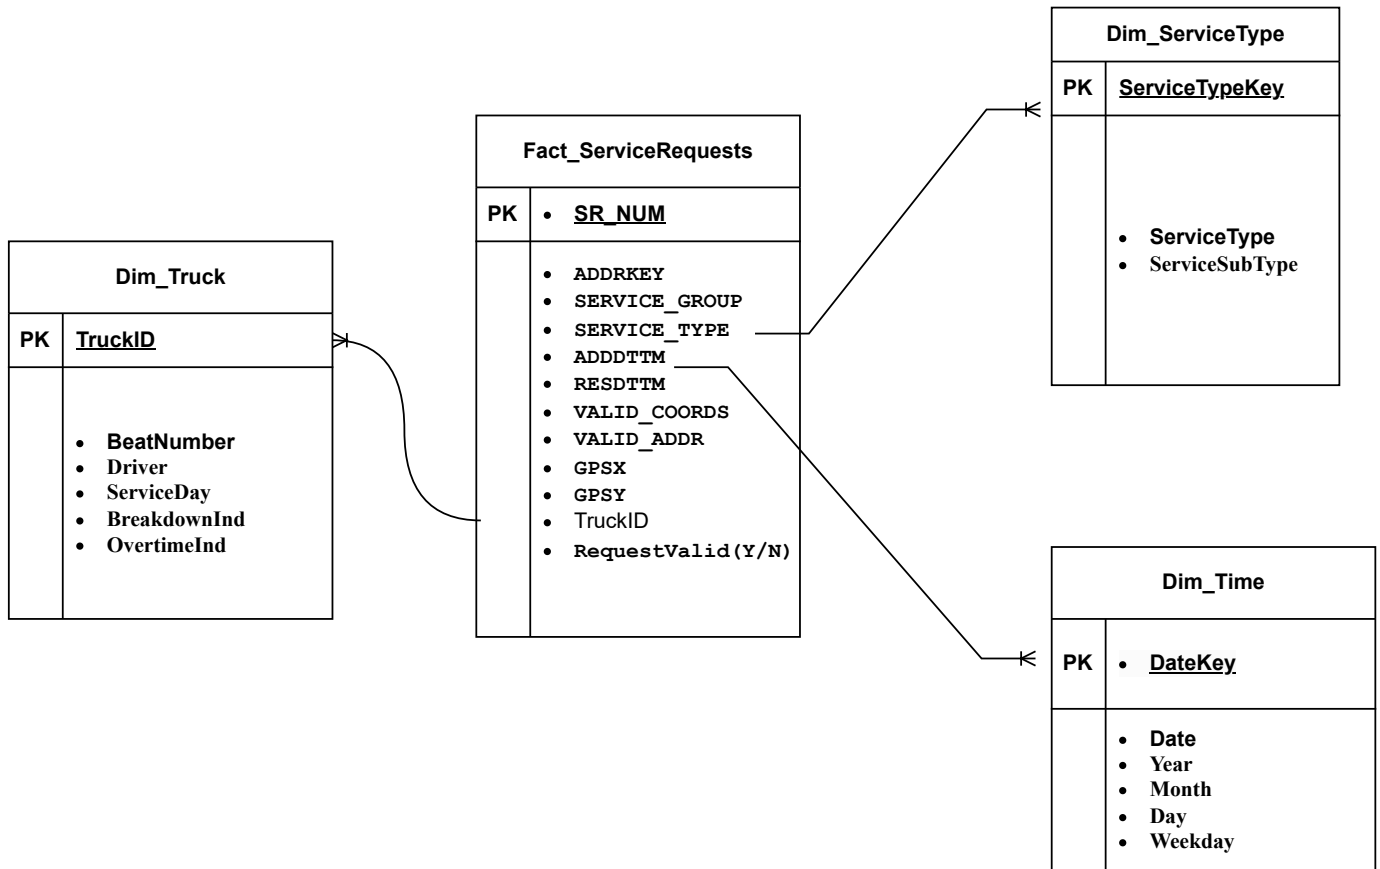 Dim_Truck
PK TruckID
BeatNumber
Driver
ServiceDay
BreakdownInd
OvertimeInd
Fact_ServiceRequests
PK • SR_NUM
• ADDRKEY
• SERVICE_GROUP
• SERVICE_TYPE
• ADDDTTM
• RESDTTM
• VALID_COORDS
• VALID_ADDR
• GPSX
• GPSY
• TruckID
• RequestValid(Y/N)
Dim_ServiceType
PK ServiceTypeKey
• ServiceType
• ServiceSubType
Dim_Time
PK • DateKey
• Date
• Year
• Month
• Day
• Weekday